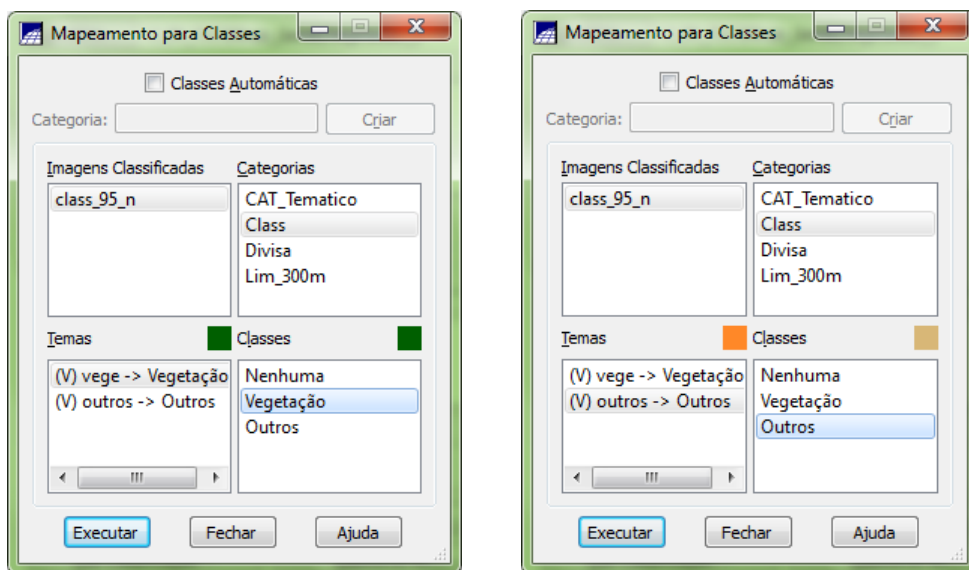 Mapeamento para Classes
Classes Automáticas
Categoria:
Criar
Imagens Classificadas
Categorias
class_95_n
CAT_Tematico
Class
Divisa
Lim_300m
Temas
Classes
(V) vege -> Vegetação
(V) outros -> Outros
Nenhuma
Vegetação
Outros
Executar
Fechar
Ajuda
Mapeamento para Classes
Classes Automáticas
Categoria:
Criar
Imagens Classificadas
Categorias
class_95_n
CAT_Tematico
Class
Divisa
Lim_300m
Temas
Classes
(V) vege -> Vegetação
(V) outros -> Outros
Nenhuma
Vegetação
Outros
Executar
Fechar
Ajuda